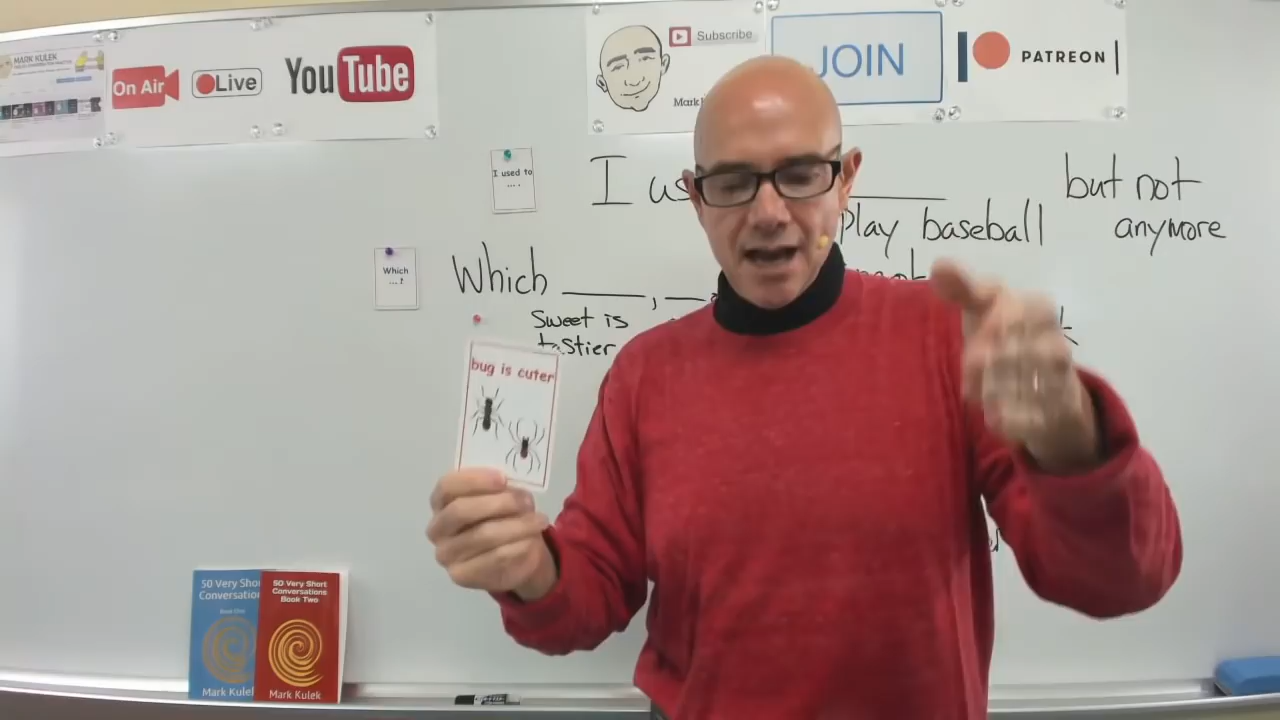 MARK KULEK
On Air
Live
YouTube
Subscribe
JOIN
PATREON
I used to
....
I
but not
anymore
play baseball
Which
...?
Which ____, __
Sweet is
tastier
bug is cuter
50 Very Short
Conversations
Book One
Mark Kulek
50 Very Short
Conversations
Book Two
Mark Kulek